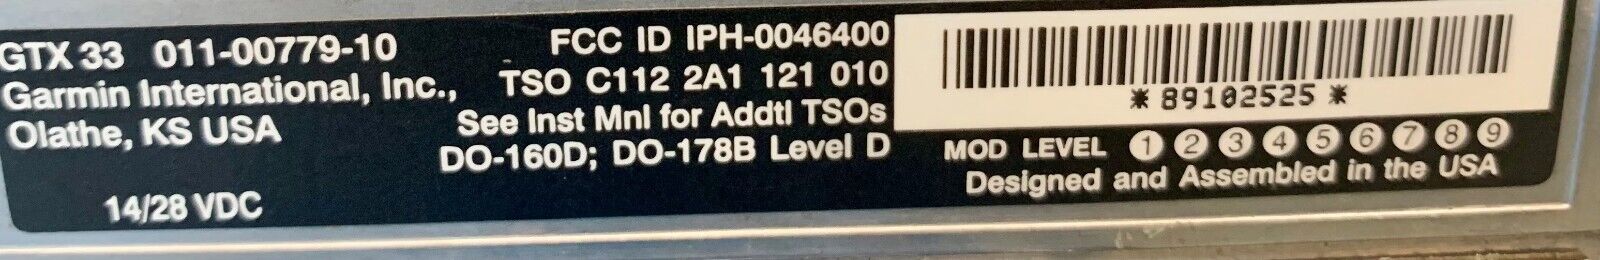 GTX 33 011-00779-10
Garmin International, Inc.,
Olathe, KS USA
14/28 VDC
FCC ID IPH-0046400
TSO C112 2A1 121 010
See Inst Mnl for Addtl TSOs
DO-160D; DO-178B Level D
*89102525*
MOD LEVEL 1 2 3 4 5 6 7 8 9
Designed and Assembled in the USA